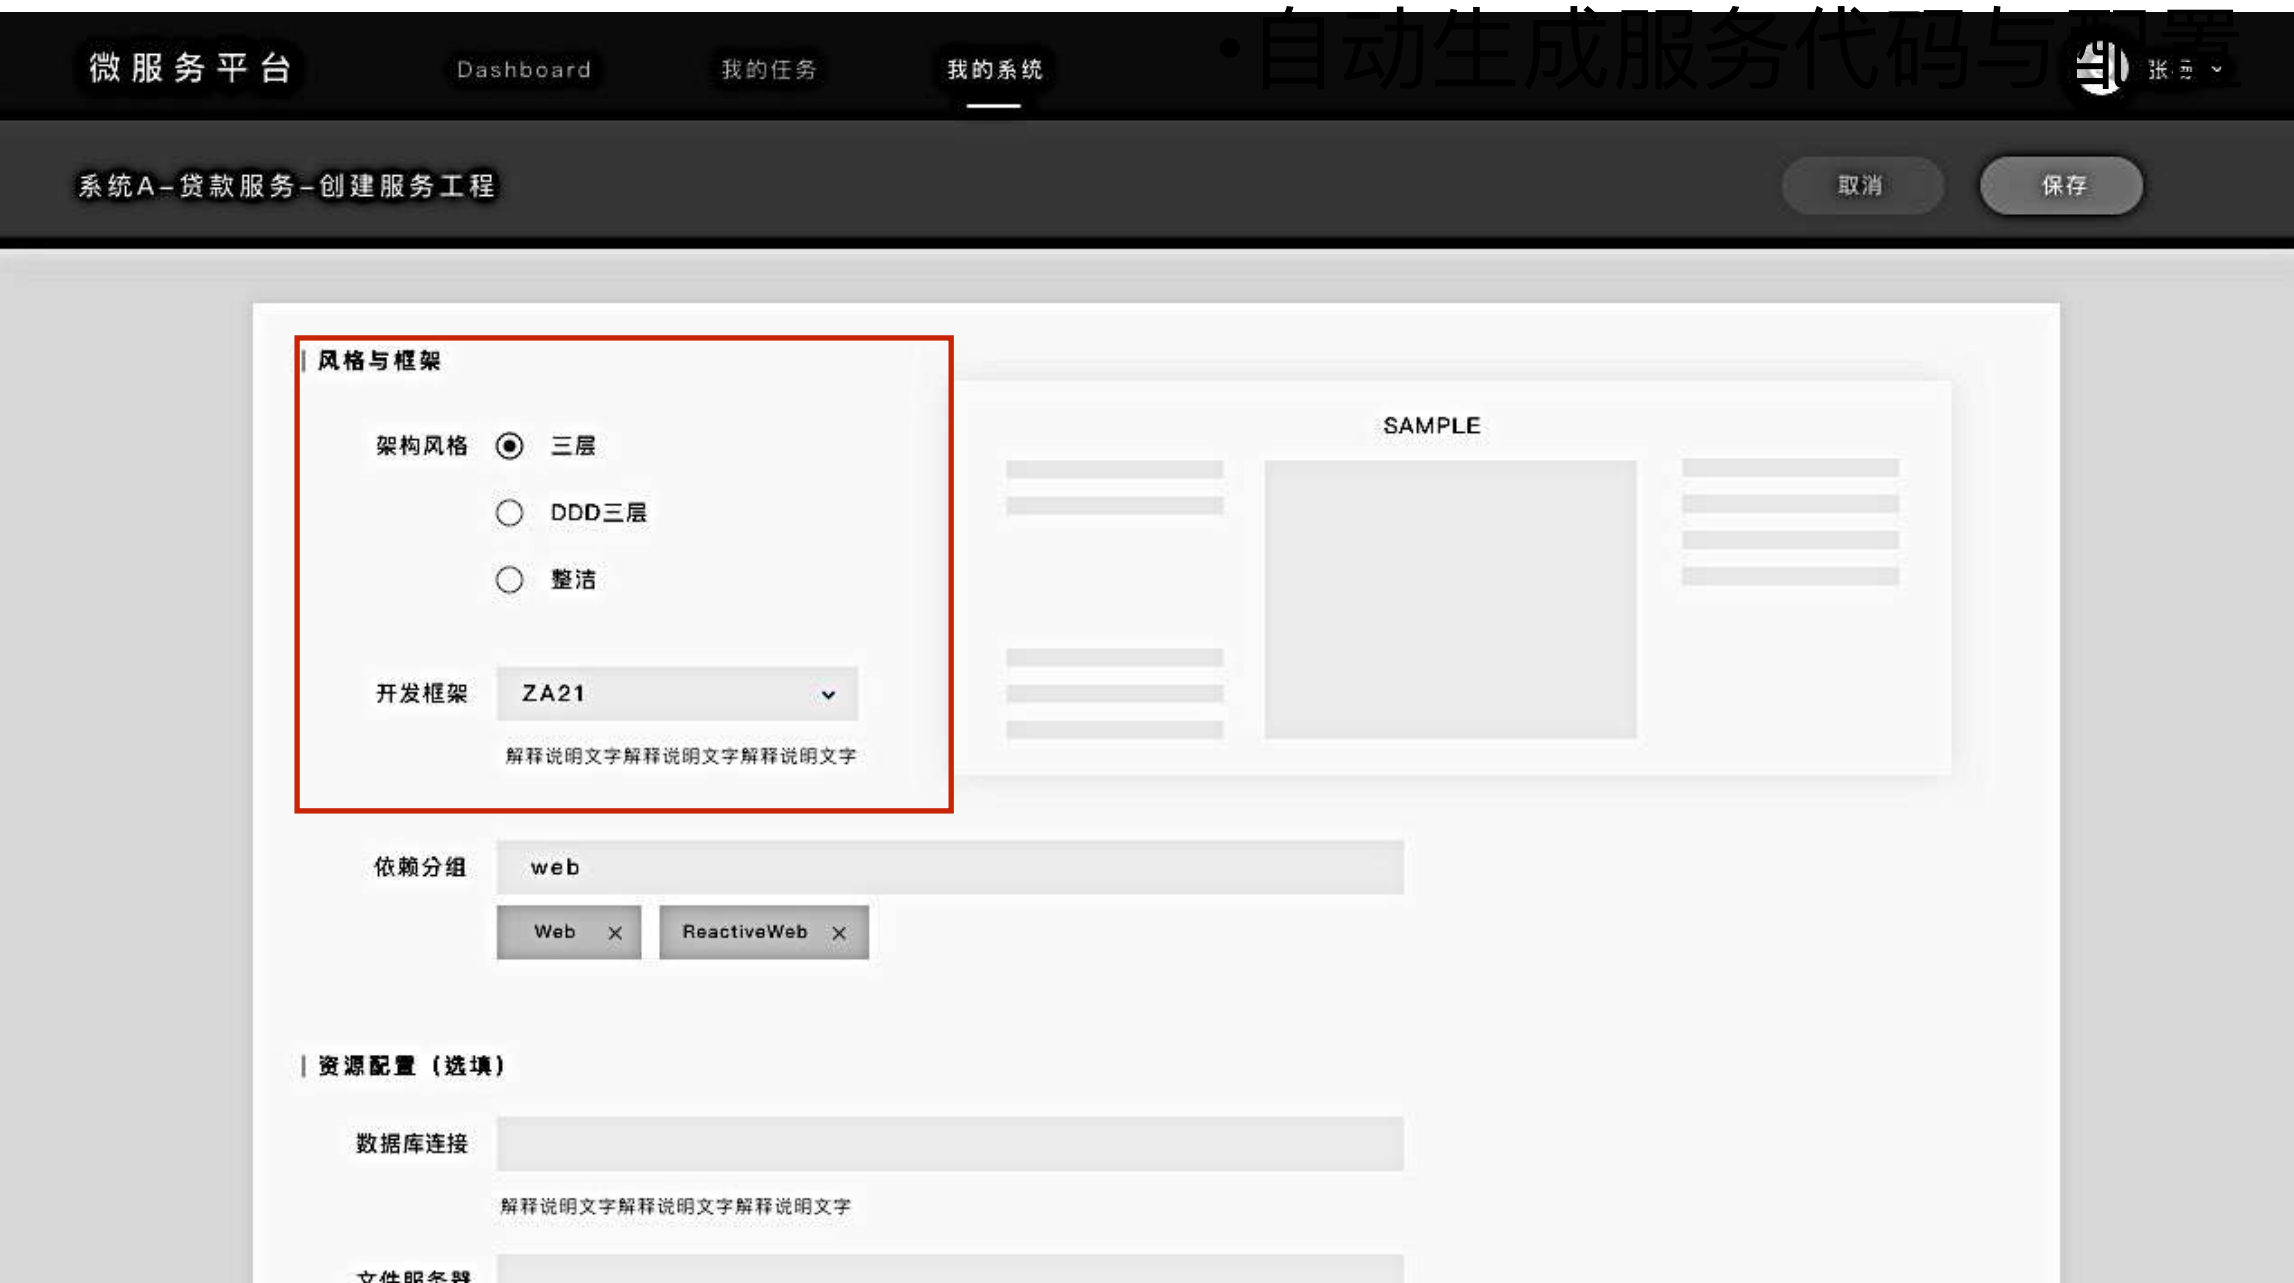 •自动生成服务代码与配置
微服务平台 Dashboard 我的任务 我的系统 张
系统A-贷款服务-创建服务工程 取消 保存
风格与框架
SAMPLE
架构风格 三层
DDD三层
整洁
开发框架 ZA21
解释说明文字解释说明文字解释说明文字
依赖分组 web
Web × ReactiveWeb ×
资源配置（选填）
数据库连接
解释说明文字解释说明文字解释说明文字
文件服务器